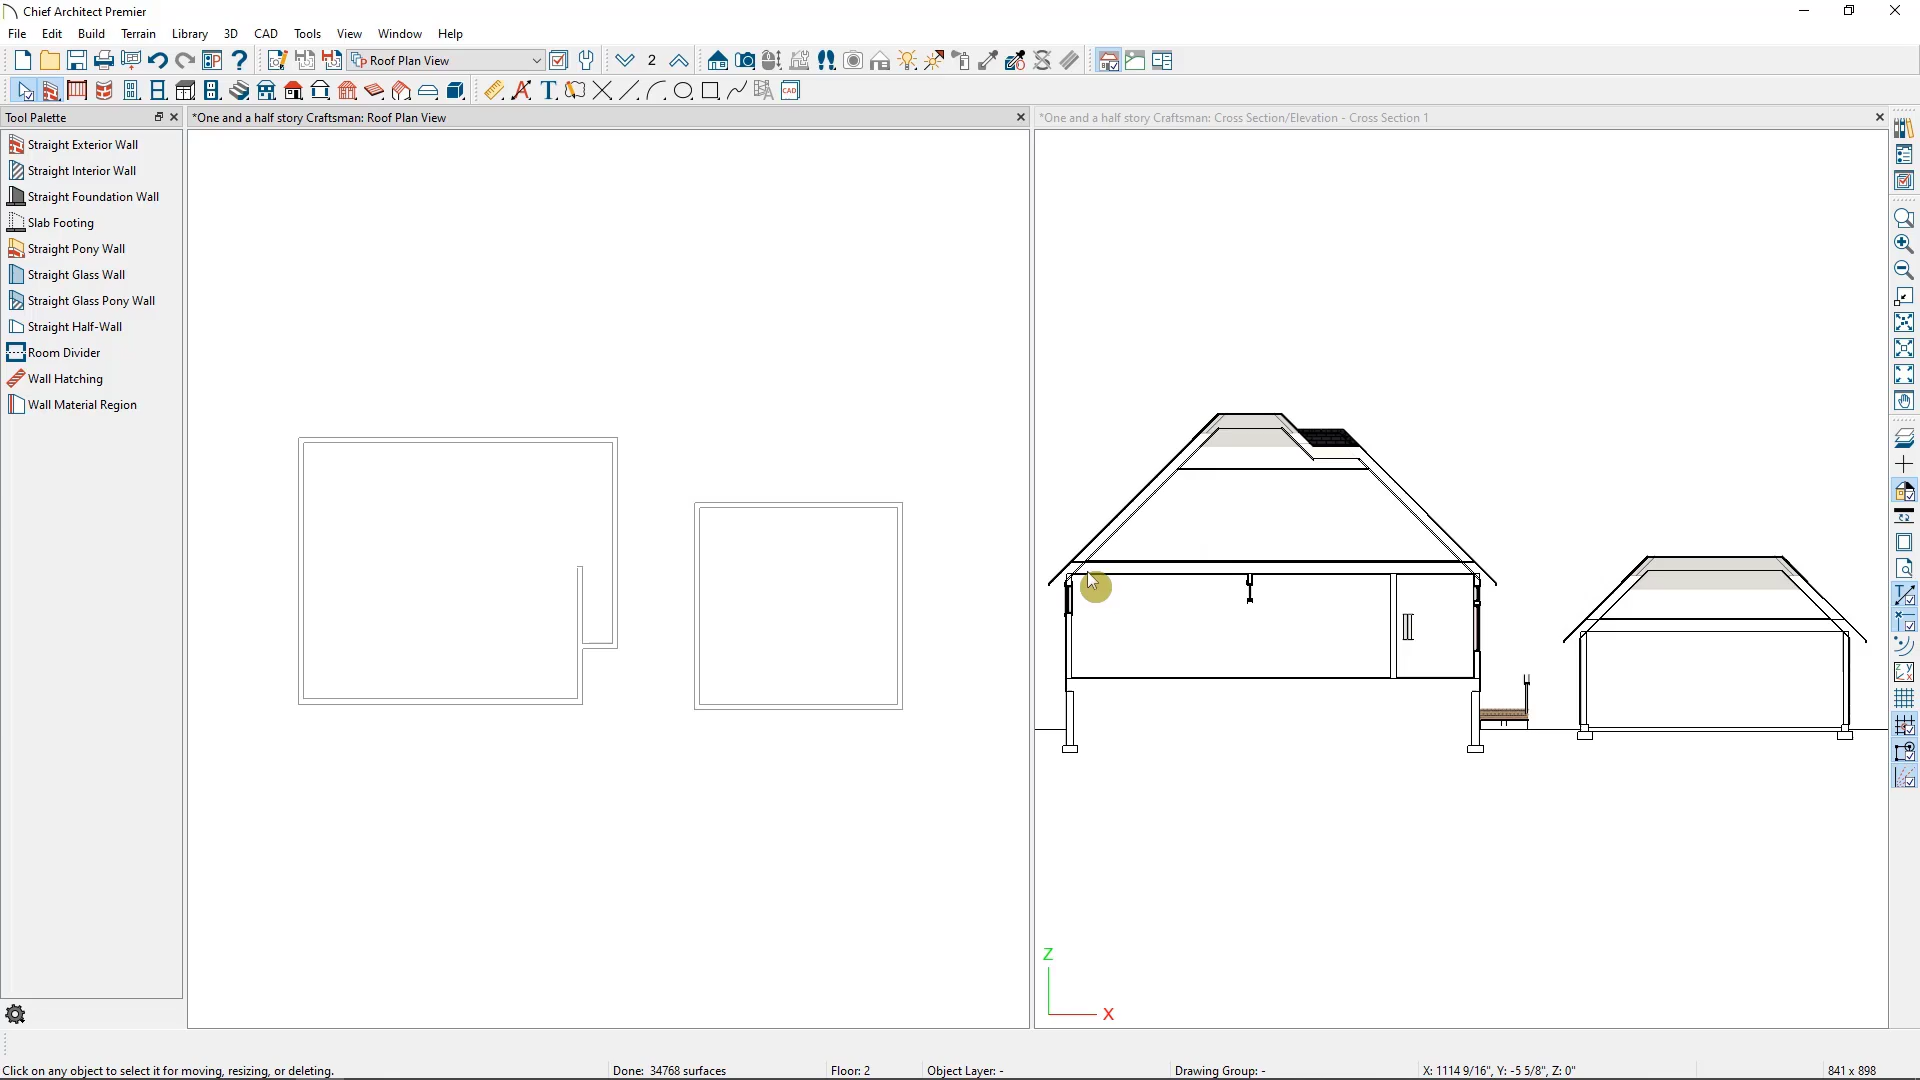 Chief Architect Premier
File Edit Build Terrain Library 3D CAD Tools View Window Help
Roof Plan View 2
CAD
Tool Palette
*One and a half story Craftsman: Roof Plan View
*One and a half story Craftsman: Cross Section/Elevation - Cross Section 1
Straight Exterior Wall
Straight Interior Wall
Straight Foundation Wall
Slab Footing
Straight Pony Wall
Straight Glass Wall
Straight Glass Pony Wall
Straight Half-Wall
Room Divider
Wall Hatching
Wall Material Region
Z
X
Click on any object to select it for moving, resizing, or deleting. Done: 34768 surfaces Floor: 2 Object Layer: - Drawing Group: - X: 1114 9/16", Y: -5 5/8", Z: 0" 841 x 898